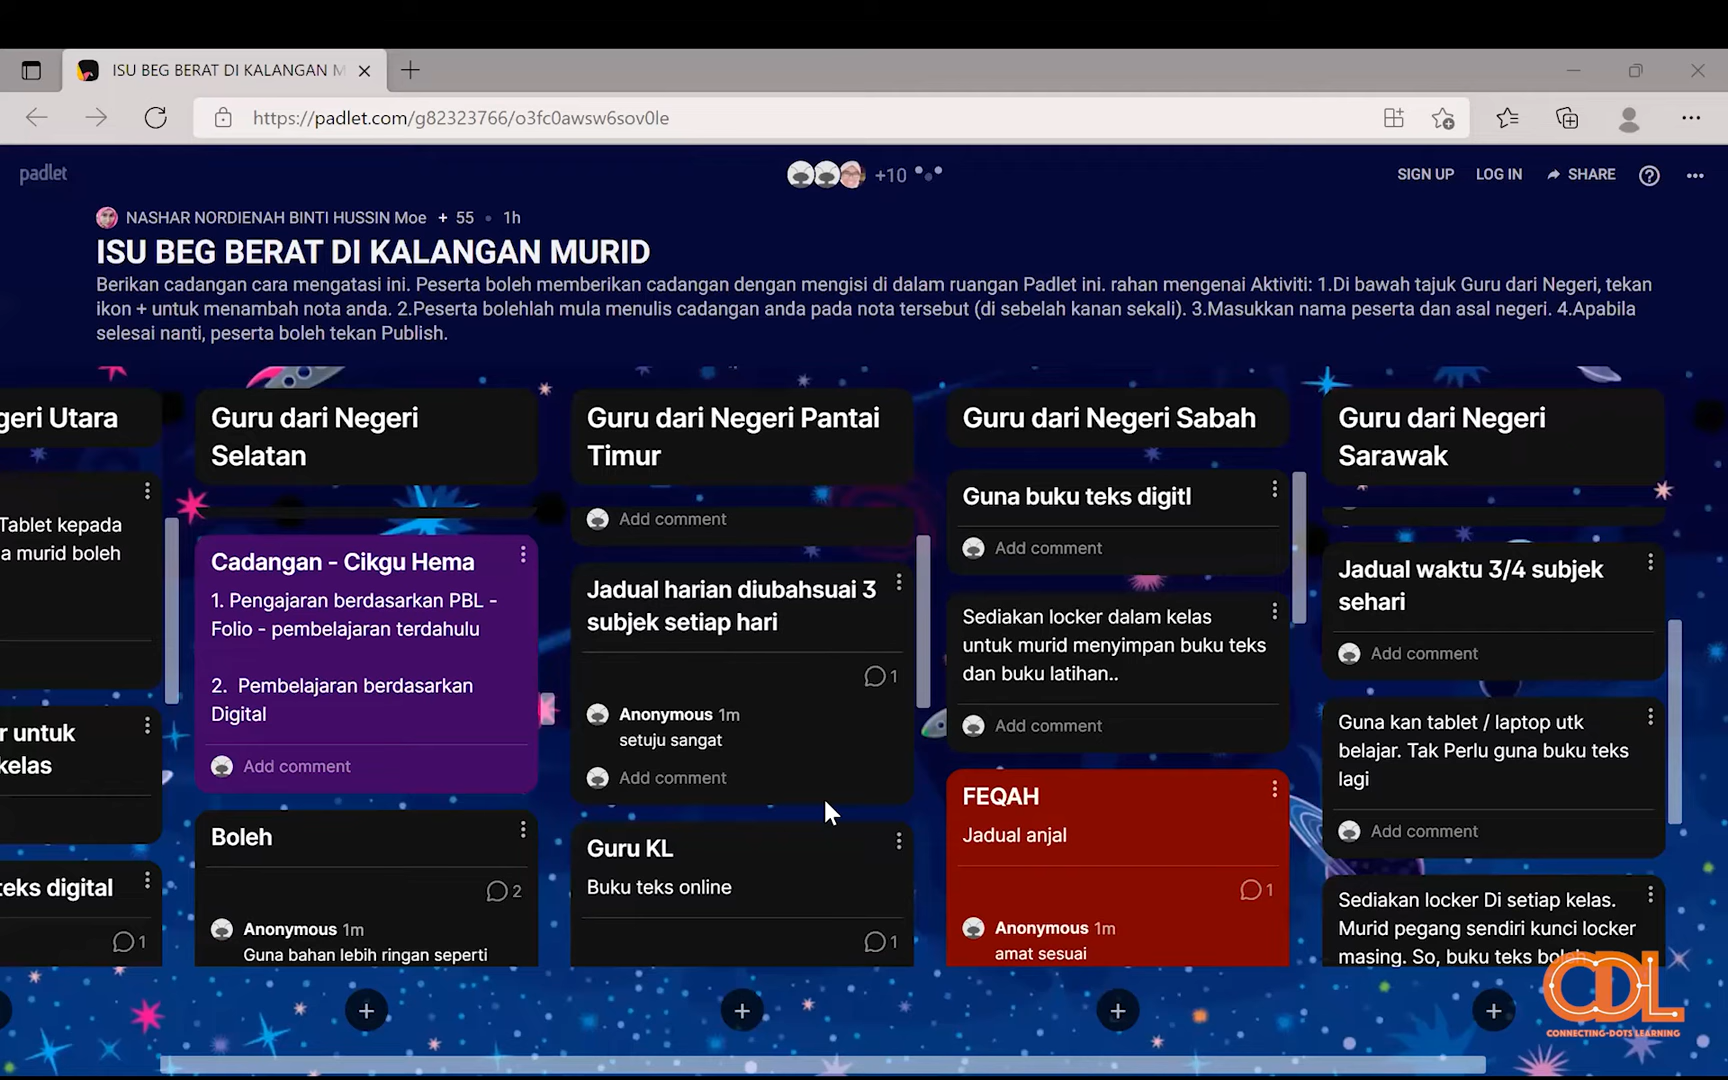 ISU BEG BERAT DI KALANGAN M
https://padlet.com/g82323766/o3fc0awsw6sov0le
padlet
+10
SIGN UP
LOG IN
SHARE
NASHAR NORDIENAH BINTI HUSSIN Moe + 55 • 1h
ISU BEG BERAT DI KALANGAN MURID
Berikan cadangan cara mengatasi ini. Peserta boleh memberikan cadangan dengan mengisi di dalam ruangan Padlet ini. rahan mengenai Aktiviti: 1.Di bawah tajuk Guru dari Negeri, tekan
ikon + untuk menambah nota anda. 2.Peserta bolehlah mula menulis cadangan anda pada nota tersebut (di sebelah kanan sekali). 3.Masukkan nama peserta dan asal negeri. 4.Apabila
selesai nanti, peserta boleh tekan Publish.
geri Utara
Tablet kepada
a murid boleh
r untuk
kelas
teks digital
1
Guru dari Negeri
Selatan
Cadangan - Cikgu Hema
1. Pengajaran berdasarkan PBL -
Folio - pembelajaran terdahulu
2. Pembelajaran berdasarkan
Digital
Add comment
Boleh
2
Anonymous 1m
Guna bahan lebih ringan seperti
Guru dari Negeri Pantai
Timur
Add comment
Jadual harian diubahsuai 3
subjek setiap hari
1
Anonymous 1m
setuju sangat
Add comment
Guru KL
Buku teks online
1
Guru dari Negeri Sabah
Guna buku teks digitl
Add comment
Sediakan locker dalam kelas
untuk murid menyimpan buku teks
dan buku latihan..
Add comment
FEQAH
Jadual anjal
1
Anonymous 1m
amat sesuai
Guru dari Negeri
Sarawak
Jadual waktu 3/4 subjek
sehari
Add comment
Guna kan tablet / laptop utk
belajar. Tak Perlu guna buku teks
lagi
Add comment
Sediakan locker Di setiap kelas.
Murid pegang sendiri kunci locker
masing. So, buku teks
CDL
CONNECTING-DOTS LEARNING